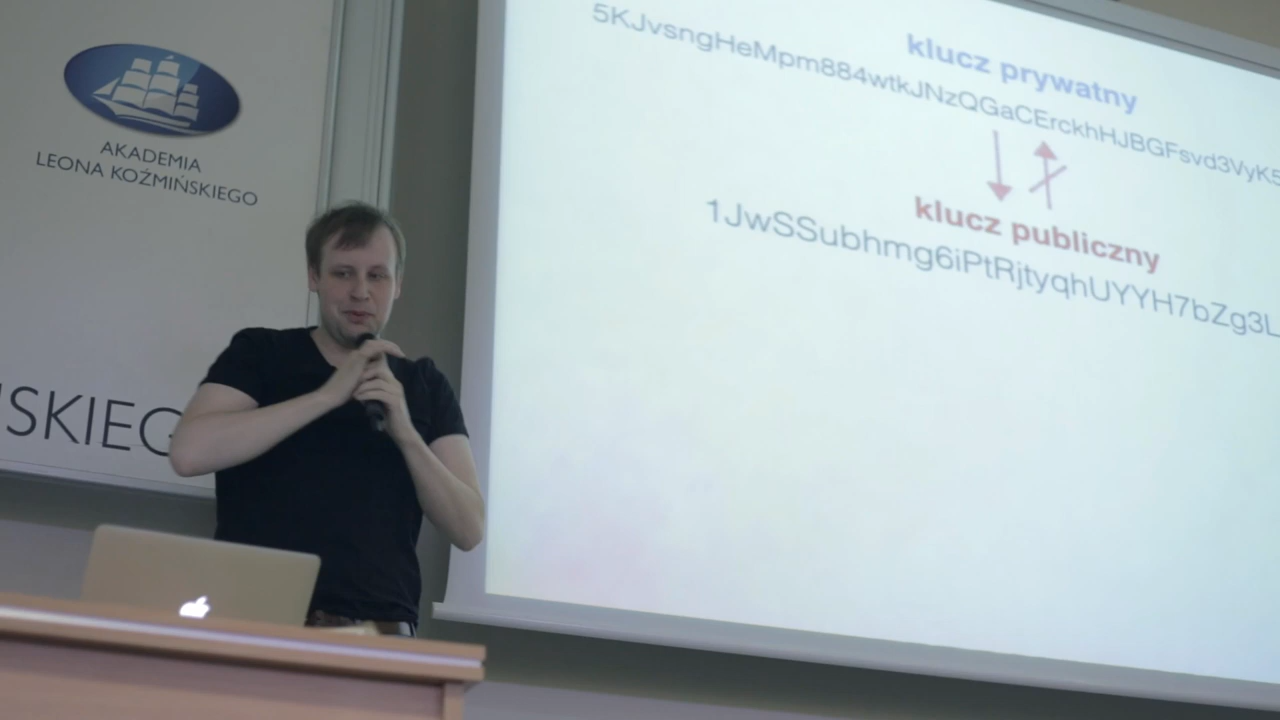 AKADEMIA
LEONA KOŹMIŃSKIEGO
SKIEG
klucz prywatny
5KJvsngHeMpm884wtkJNzQGaCErckhHJBGFsvd3VyK5
klucz publiczny
1JwSSubhmg6iPtRjtyqhUYYH7bZg3L